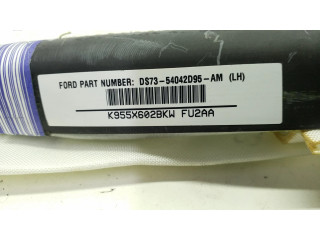 FORD PART NUMBER: DS73-54042D95-AM (LH)
K955X602BKW FU2AA